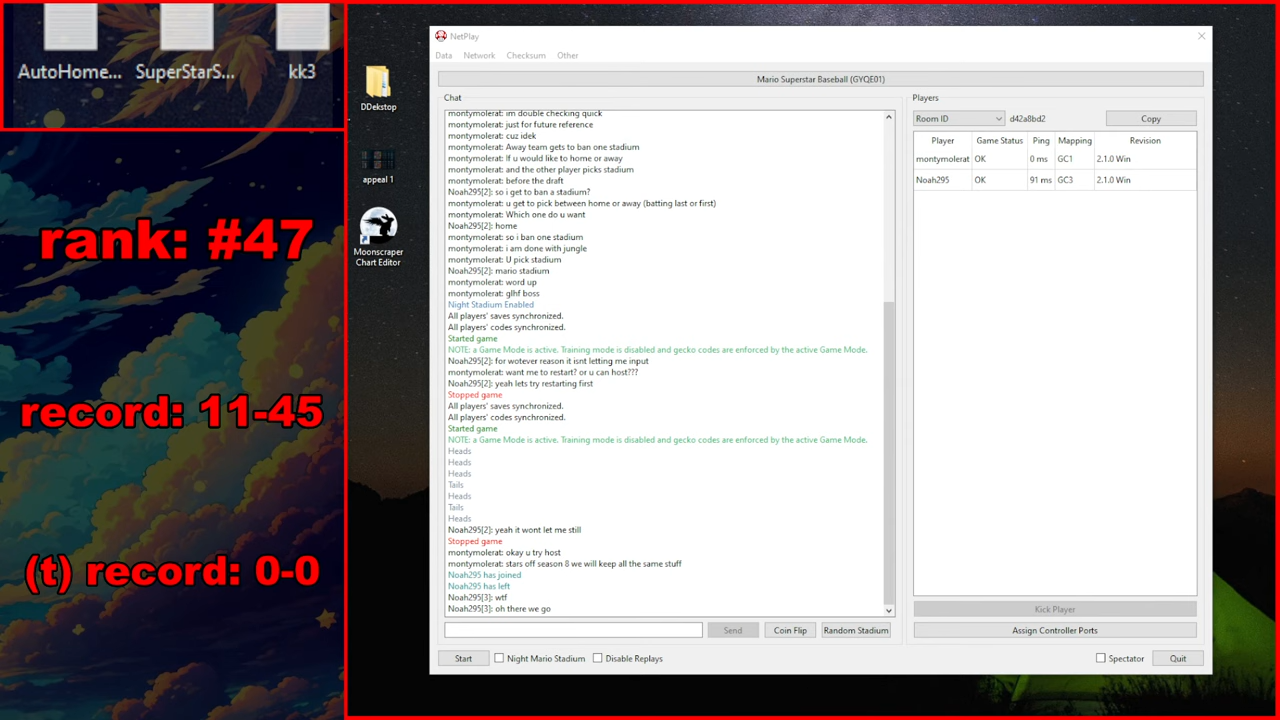 AutoHome...
SuperStarS...
kk3
rank: #47
record: 11-45
(t) record: 0-0
DDekstop
appeal 1
Moonscraper
Chart Editor
NetPlay
Data
Network
Checksum
Other
Mario Superstar Baseball (GYQE01)
Chat
montymolerat: im double checking quick
montymolerat: just for future reference
montymolerat: cuz idek
montymolerat: Away team gets to ban one stadium
montymolerat: If u would like to home or away
montymolerat: and the other player picks stadium
montymolerat: before the draft
Noah295[2]: so i get to ban a stadium?
montymolerat: u get to pick between home or away (batting last or first)
montymolerat: Which one do u want
Noah295[2]: home
montymolerat: so i ban one stadium
montymolerat: i am done with jungle
montymolerat: U pick stadium
Noah295[2]: mario stadium
montymolerat: word up
montymolerat: glhf boss
Night Stadium Enabled
All players' saves synchronized.
All players' codes synchronized.
Started game
NOTE: a Game Mode is active. Training mode is disabled and gecko codes are enforced by the active Game Mode.
Noah295[2]: for wotever reason it isnt letting me input
montymolerat: want me to restart? or u can host???
Noah295[2]: yeah lets try restarting first
Stopped game
All players' saves synchronized.
All players' codes synchronized.
Started game
NOTE: a Game Mode is active. Training mode is disabled and gecko codes are enforced by the active Game Mode.
Heads
Heads
Heads
Tails
Heads
Tails
Heads
Noah295[2]: yeah it wont let me still
Stopped game
montymolerat: okay u try host
montymolerat: stars off season 8 we will keep all the same stuff
Noah295 has joined
Noah295 has left
Noah295[3]: wtf
Noah295[3]: oh there we go
Send
Coin Flip
Random Stadium
Start
Night Mario Stadium
Disable Replays
Players
Room ID
d42a8bd2
Copy
Player Game Status Ping Mapping Revision
montymolerat OK 0 ms GC1 2.1.0 Win
Noah295 OK 91 ms GC3 2.1.0 Win
Kick Player
Assign Controller Ports
Spectator
Quit